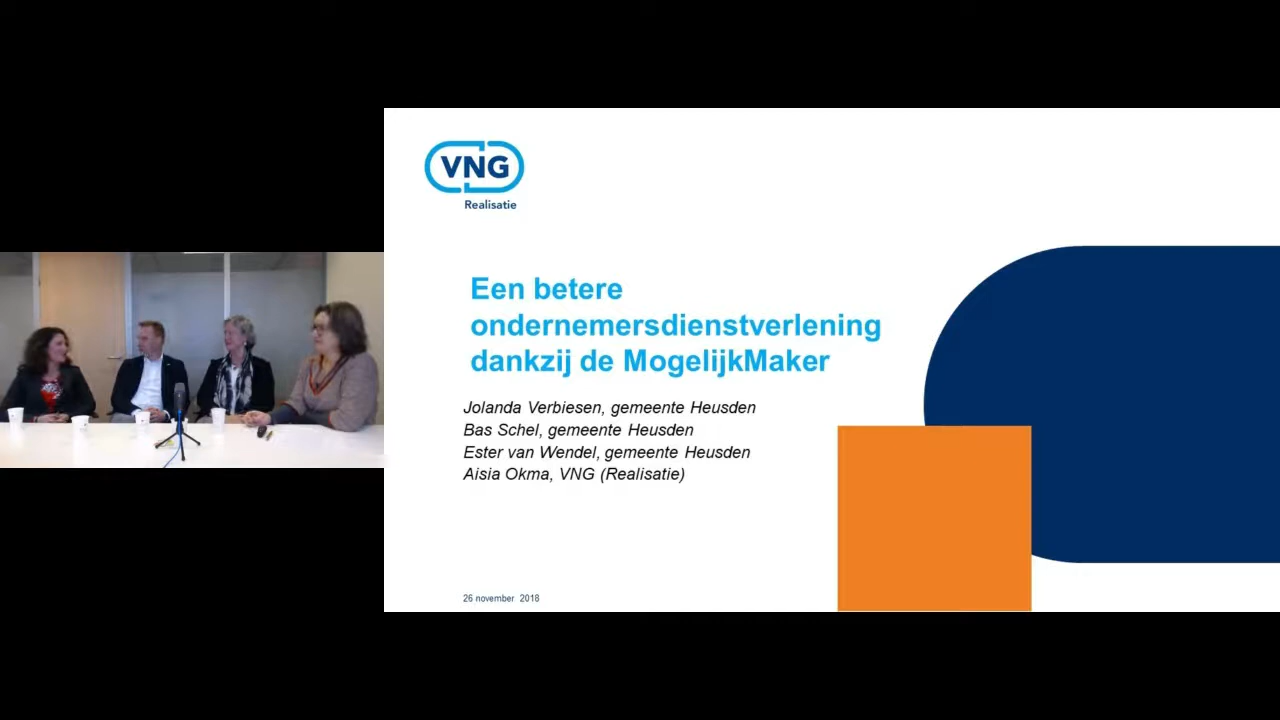 VNG
Realisatie
Een betere
ondernemersdienstverlening
dankzij de MogelijkMaker
Jolanda Verbiesen, gemeente Heusden
Bas Schel, gemeente Heusden
Ester van Wendel, gemeente Heusden
Aisia Okma, VNG (Realisatie)
26 november 2018